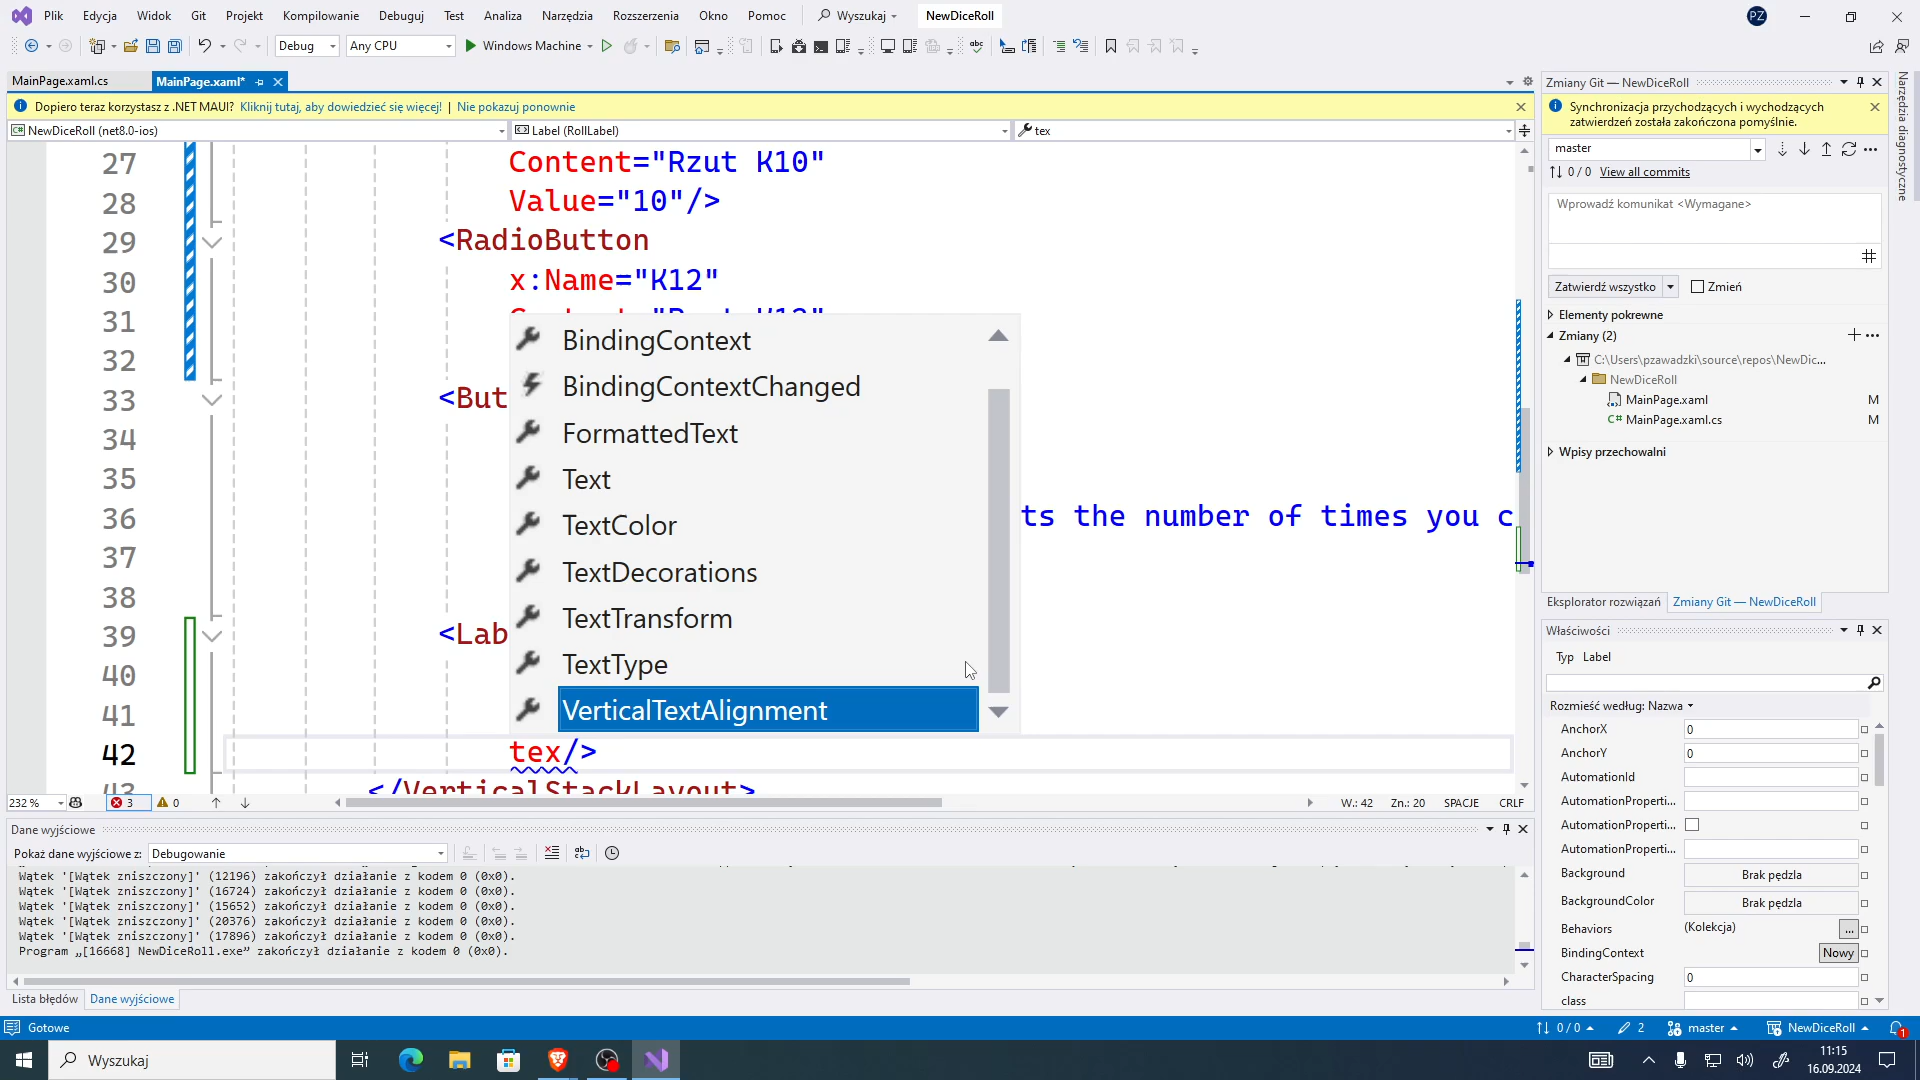 Plik Edycja Widok Git Projekt Kompilowanie Debuguj Test Analiza Narzędzia Rozszerzenia Okno Pomoc Wyszukaj NewDiceRoll PZ
Debug Any CPU Windows Machine
MainPage.xaml.cs MainPage.xaml*
Dopiero teraz korzystasz z .NET MAUI? Kliknij tutaj, aby dowiedzieć się więcej! | Nie pokazuj ponownie
NewDiceRoll (net8.0-ios) Label (RollLabel) tex
27 Content="Rzut K10"
28 Value="10"/>
29 <RadioButton
30 x:Name="K12"
31
32
33 <But
34
35
36 ts the number of times you c
37
38
39 <Lab
40
41
42 tex/>
43 </VerticalStackLayout>
BindingContext
BindingContextChanged
FormattedText
Text
TextColor
TextDecorations
TextTransform
TextType
VerticalTextAlignment
232 % 3 0 W.: 42 Zn.: 20 SPACJE CRLF
Dane wyjściowe
Pokaż dane wyjściowe z: Debugowanie
Wątek '[Wątek zniszczony]' (12196) zakończył działanie z kodem 0 (0x0).
Wątek '[Wątek zniszczony]' (16724) zakończył działanie z kodem 0 (0x0).
Wątek '[Wątek zniszczony]' (15652) zakończył działanie z kodem 0 (0x0).
Wątek '[Wątek zniszczony]' (20376) zakończył działanie z kodem 0 (0x0).
Wątek '[Wątek zniszczony]' (17896) zakończył działanie z kodem 0 (0x0).
Program „[16668] NewDiceRoll.exe” zakończył działanie z kodem 0 (0x0).
Lista błędów Dane wyjściowe
Zmiany Git — NewDiceRoll
Synchronizacja przychodzących i wychodzących
zatwierdzeń została zakończona pomyślnie.
master
0 / 0 View all commits
Wprowadź komunikat <Wymagane>
Zatwierdź wszystko Zmień
Elementy pokrewne
Zmiany (2)
C:\Users\pzawadzki\source\repos\NewDic...
NewDiceRoll
MainPage.xaml M
MainPage.xaml.cs M
Wpisy przechowalni
Eksplorator rozwiązań Zmiany Git — NewDiceRoll
Właściwości
Typ Label
Rozmieść według: Nazwa
AnchorX 0
AnchorY 0
AutomationId
AutomationProperti...
AutomationProperti...
AutomationProperti...
Background Brak pędzla
BackgroundColor Brak pędzla
Behaviors (Kolekcja) ...
BindingContext Nowy
CharacterSpacing 0
class
Narzędzia diagnostyczne
Gotowe 0 / 0 2 master NewDiceRoll 1
Wyszukaj 11:15
16.09.2024